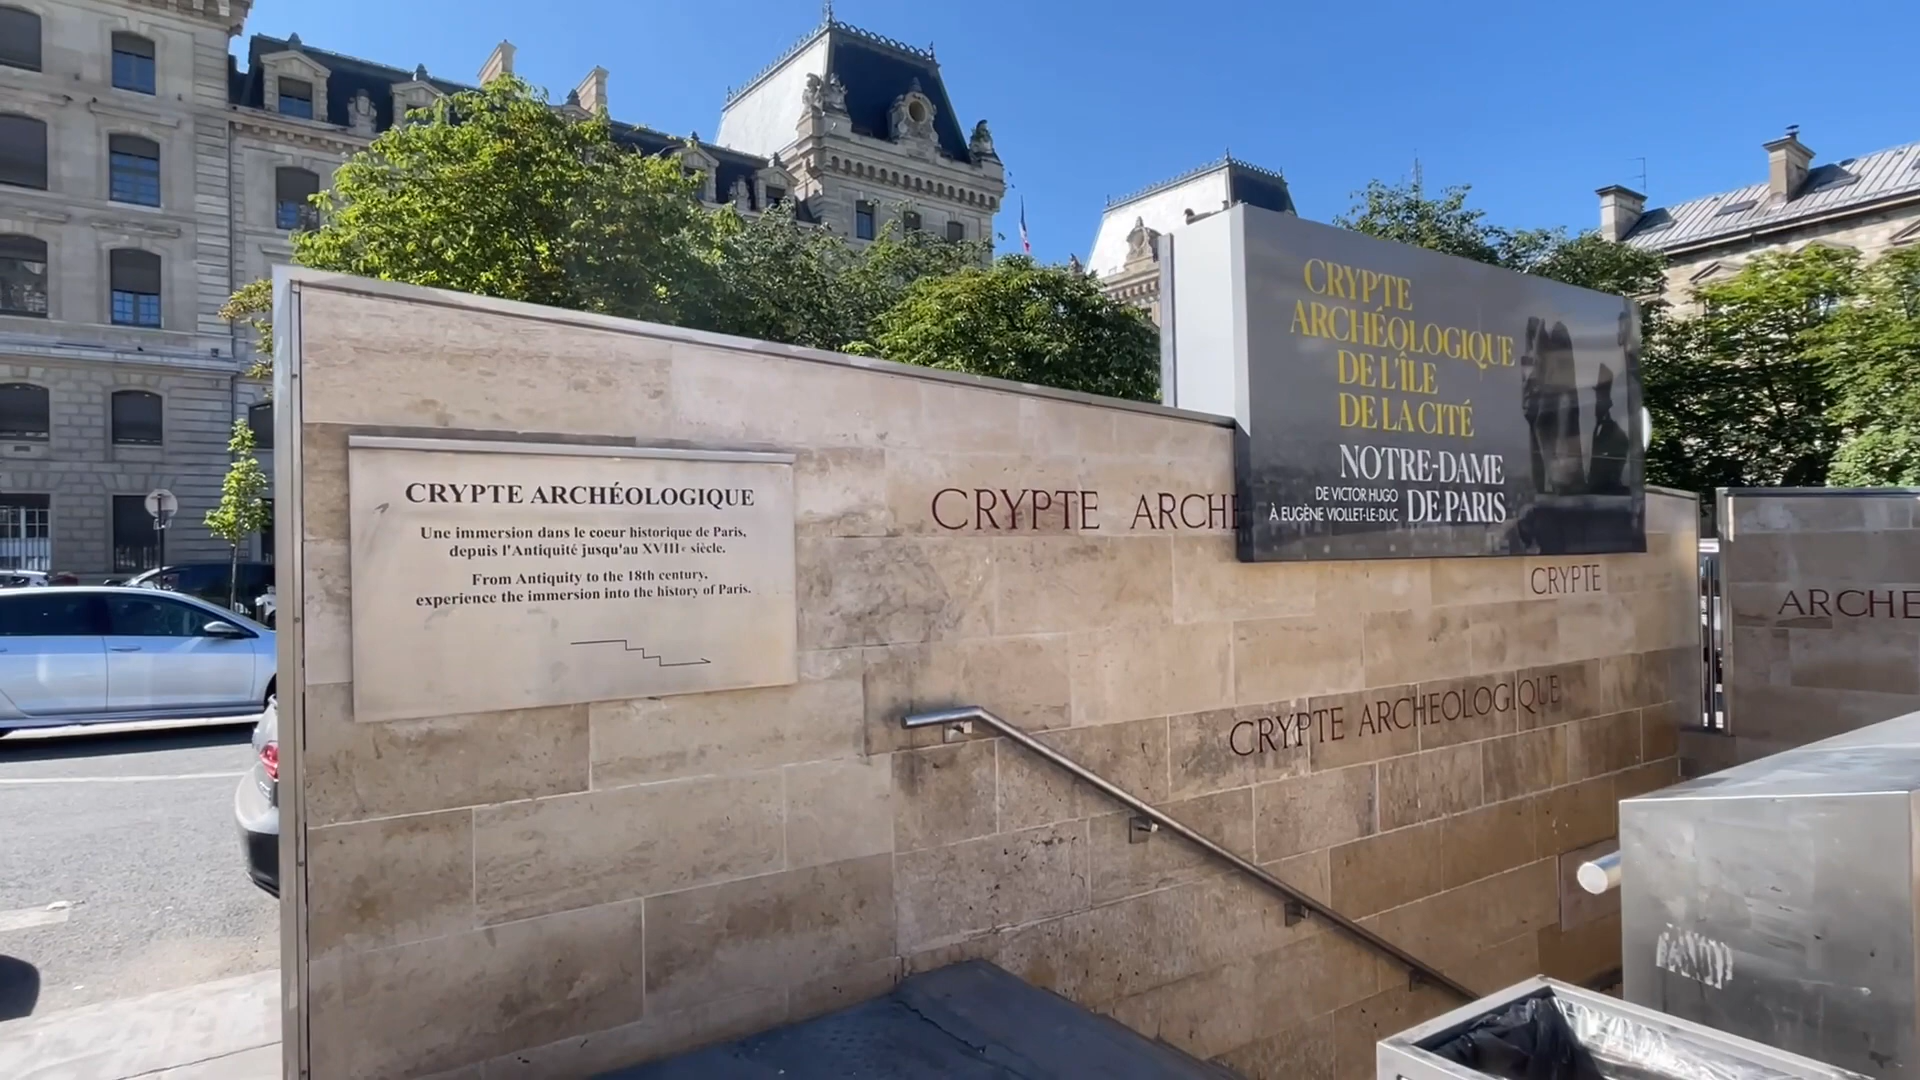 CRYPTE ARCHÉOLOGIQUE
Une immersion dans le coeur historique de Paris,
depuis l'Antiquité jusqu'au XVIIIe siècle.
From Antiquity to the 18th century,
experience the immersion into the history of Paris.
CRYPTE ARCHE
CRYPTE
ARCHÉOLOGIQUE
DE L'ÎLE
DE LA CITÉ
NOTRE-DAME
DE VICTOR HUGO
À EUGÈNE VIOLLET-LE-DUC
DE PARIS
CRYPTE
CRYPTE ARCHEOLOGIQUE
ARCHE